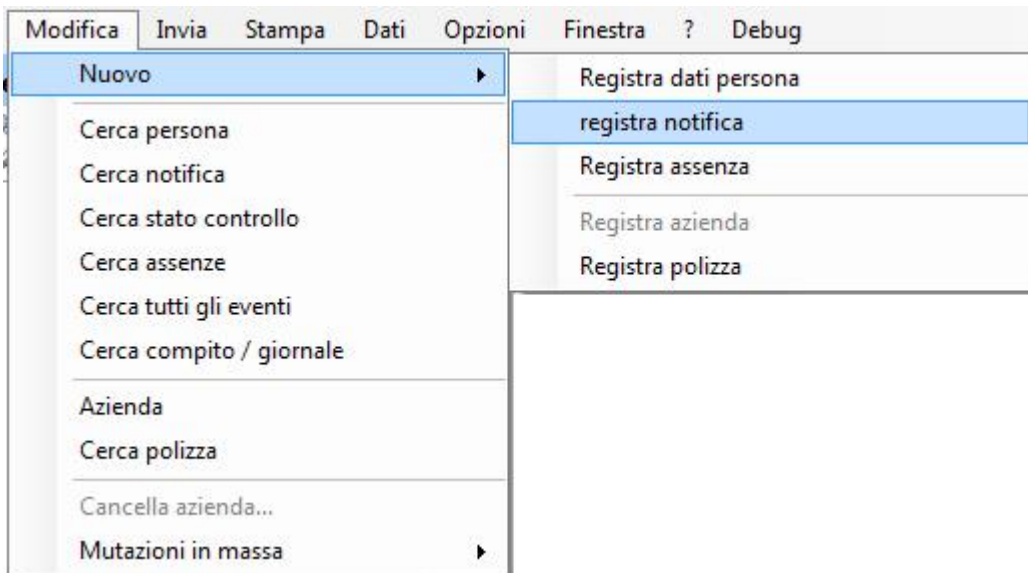 Modifica Invia Stampa Dati Opzioni Finestra ? Debug
Nuovo
Cerca persona
Cerca notifica
Cerca stato controllo
Cerca assenze
Cerca tutti gli eventi
Cerca compito / giornale
Azienda
Cerca polizza
Cancella azienda...
Mutazioni in massa
Registra dati persona
registra notifica
Registra assenza
Registra azienda
Registra polizza